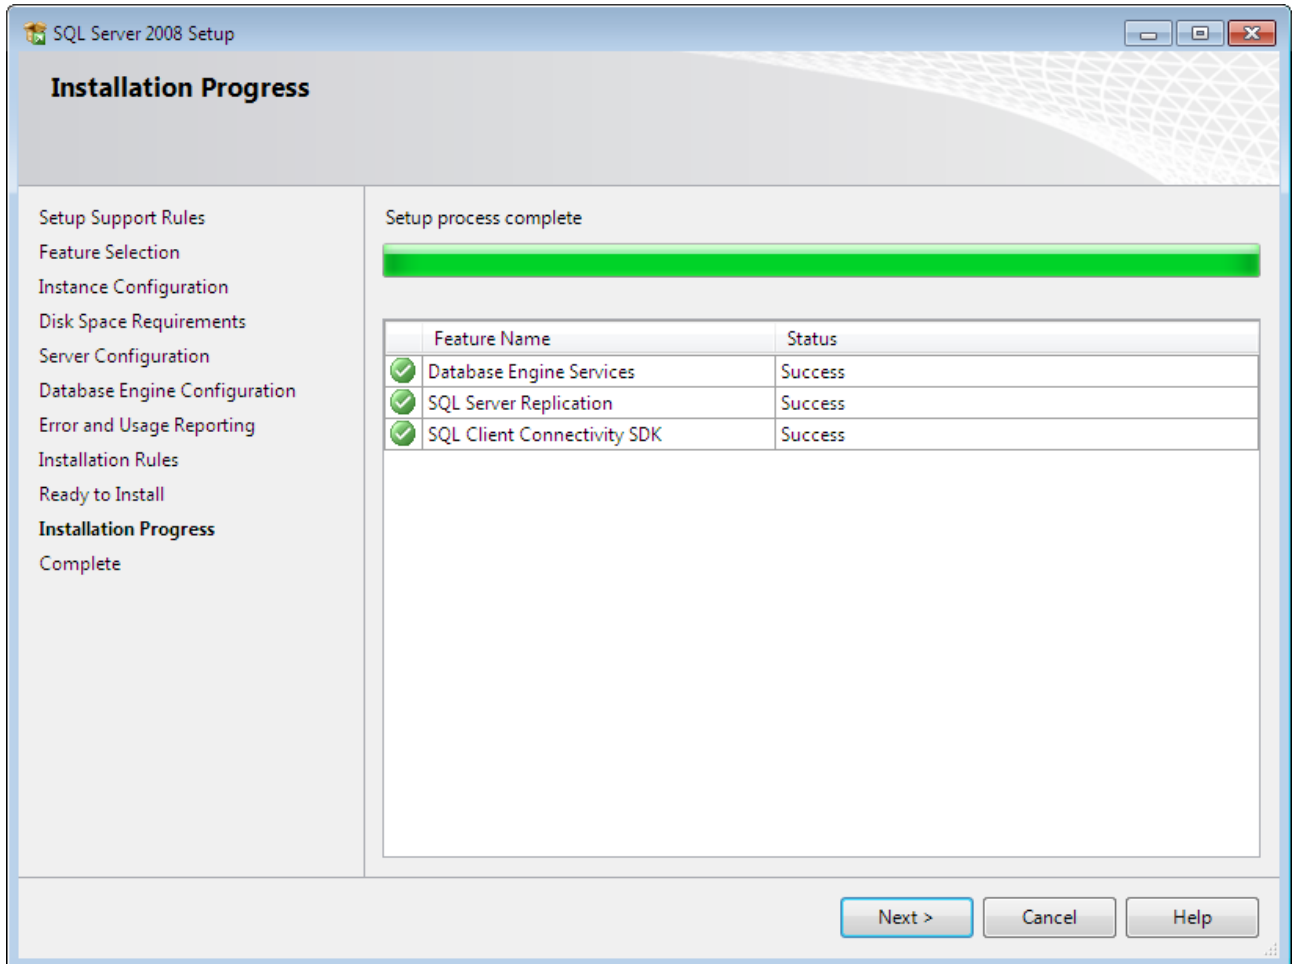 SQL Server 2008 Setup
Installation Progress
Setup Support Rules
Feature Selection
Instance Configuration
Disk Space Requirements
Server Configuration
Database Engine Configuration
Error and Usage Reporting
Installation Rules
Ready to Install
Installation Progress
Complete
Setup process complete
Feature Name Status
Database Engine Services Success
SQL Server Replication Success
SQL Client Connectivity SDK Success
Next > Cancel Help